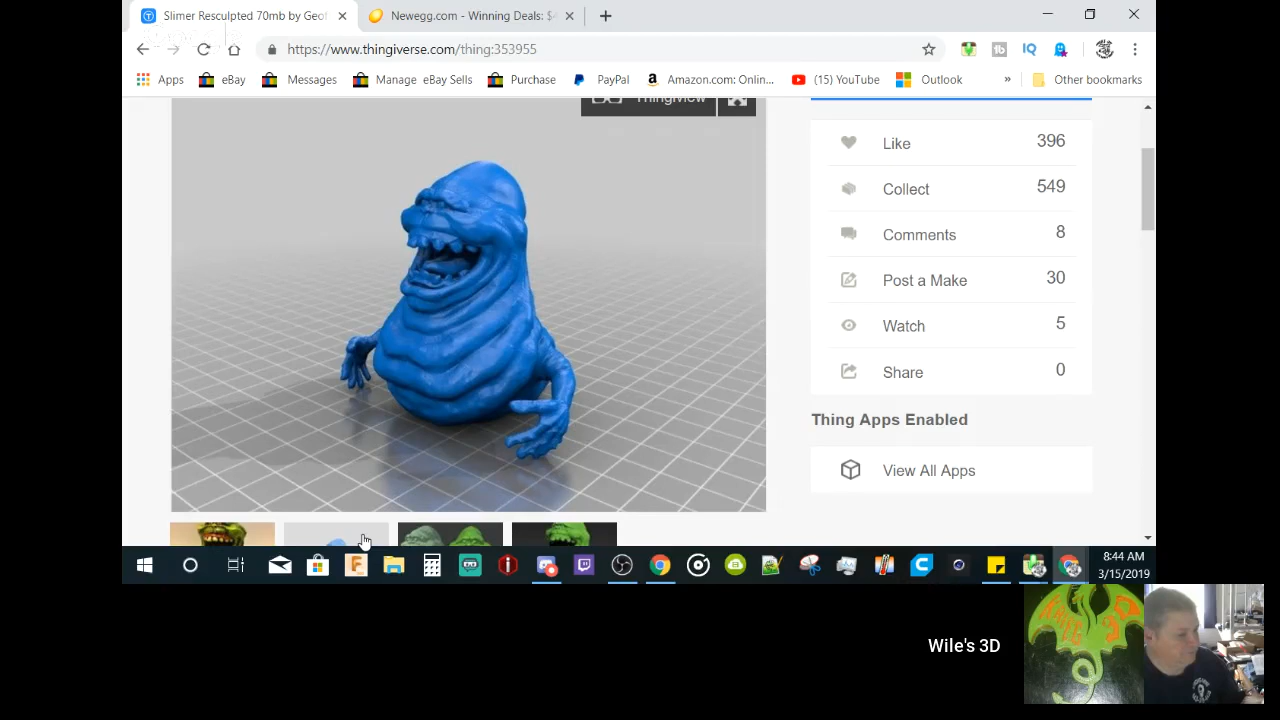 Slimer Resculpted 70mb by Geof
Newegg.com - Winning Deals: $
https://www.thingiverse.com/thing:353955
Apps eBay Messages Manage eBay Sells Purchase PayPal Amazon.com: Onlin... (15) YouTube Outlook » Other bookmarks
ThingiView
Like 396
Collect 549
Comments 8
Post a Make 30
Watch 5
Share 0
Thing Apps Enabled
View All Apps
8:44 AM
3/15/2019
Wile's 3D